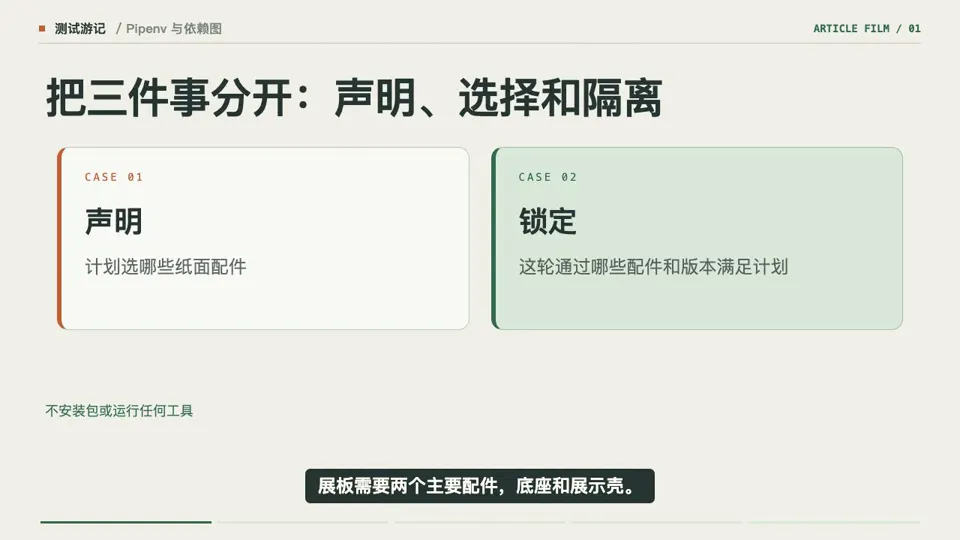 测试游记 / Pipenv 与依赖图
ARTICLE FILM / 01
把三件事分开：声明、选择和隔离
CASE 01
声明
计划选哪些纸面配件
CASE 02
锁定
这轮通过哪些配件和版本满足计划
不安装包或运行任何工具
展板需要两个主要配件，底座和展示壳。